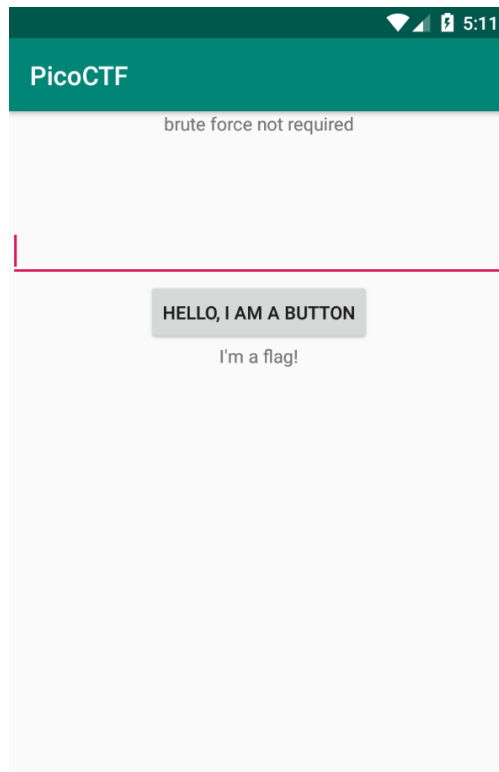 5:11
PicoCTF
brute force not required
HELLO, I AM A BUTTON
I'm a flag!